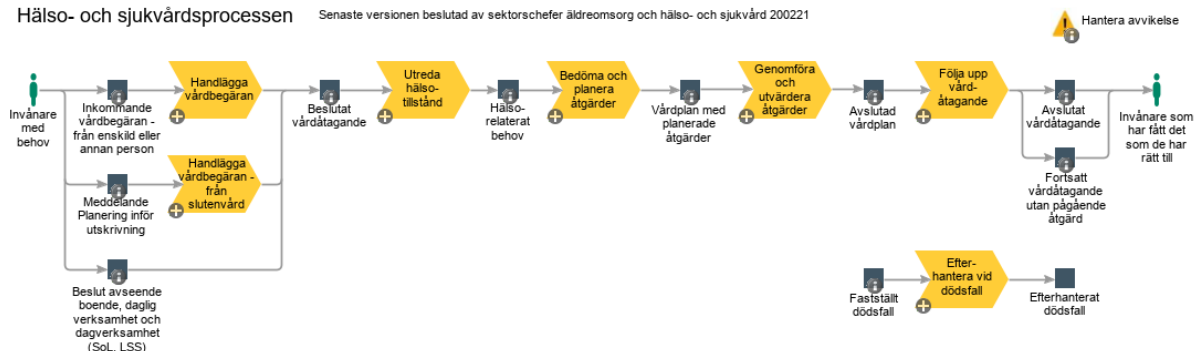 Hälso- och sjukvårdsprocessen
Senaste versionen beslutad av sektorschefer äldreomsorg och hälso- och sjukvård 200221
Hantera avvikelse
Invånare
med
behov
Inkommande
vårdbegäran -
från enskild eller
annan person
Handlägga
vårdbegäran
Meddelande
Planering inför
utskrivning
Handlägga
vårdbegäran -
från
slutenvård
Beslut avseende
boende, daglig
verksamhet och
dagverksamhet
(SoL, LSS)
Beslutat
vårdåtagande
Utreda
hälso-
tillstånd
Hälso-
relaterat
behov
Bedöma och
planera
åtgärder
Vårdplan med
planerade
åtgärder
Genomföra
och
utvärdera
åtgärder
Avslutad
vårdplan
Följa upp
vård-
åtagande
Avslutat
vårdåtagande
Fortsatt
vårdåtagande
utan pågående
åtgärd
Invånare som
har fått det
som de har
rätt till
Fastställt
dödsfall
Efter-
hantera vid
dödsfall
Efterhanterat
dödsfall